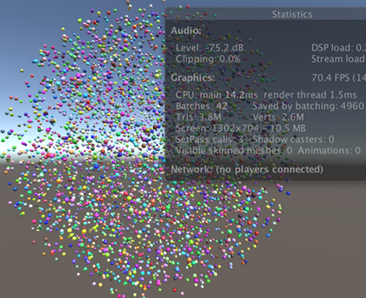 Statistics
Audio:
Level: -75.2 dB DSP load: 0.
Clipping: 0.0% Stream load
Graphics: 70.4 FPS (14
CPU: main 14.2ms render thread 1.5ms
Batches: 42 Saved by batching: 4960
Tris: 3.8M Verts: 2.6M
Screen: 1302x704 - 10.5 MB
SetPass calls: 3 Shadow casters: 0
Visible skinned meshes: 0 Animations: 0
Network: (no players connected)